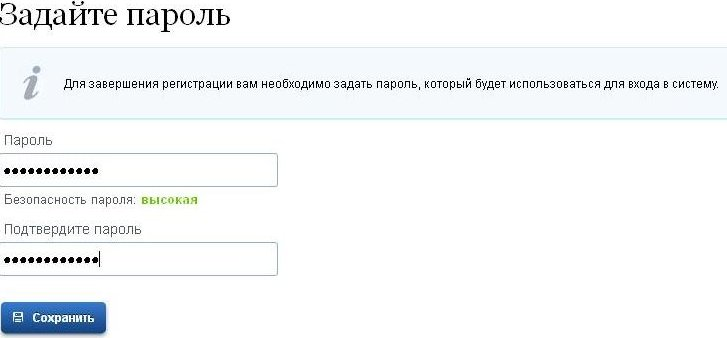 Задайте пароль
Для завершения регистрации вам необходимо задать пароль, который будет использоваться для входа в систему.
Пароль
••••••••••••
Безопасность пароля: высокая
Подтвердите пароль
••••••••••••
Сохранить